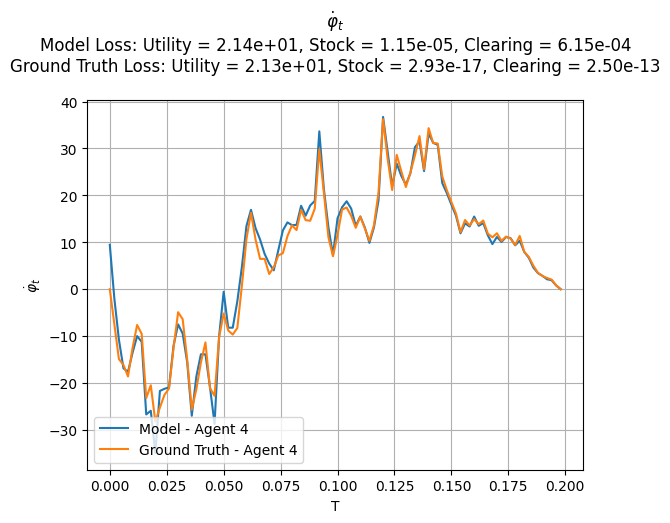 φ̇ₜ
Model Loss: Utility = 2.14e+01, Stock = 1.15e-05, Clearing = 6.15e-04
Ground Truth Loss: Utility = 2.13e+01, Stock = 2.93e-17, Clearing = 2.50e-13
40
30
20
10
0
−10
−20
−30
φ̇ₜ
Model - Agent 4
Ground Truth - Agent 4
0.000 0.025 0.050 0.075 0.100 0.125 0.150 0.175 0.200
T